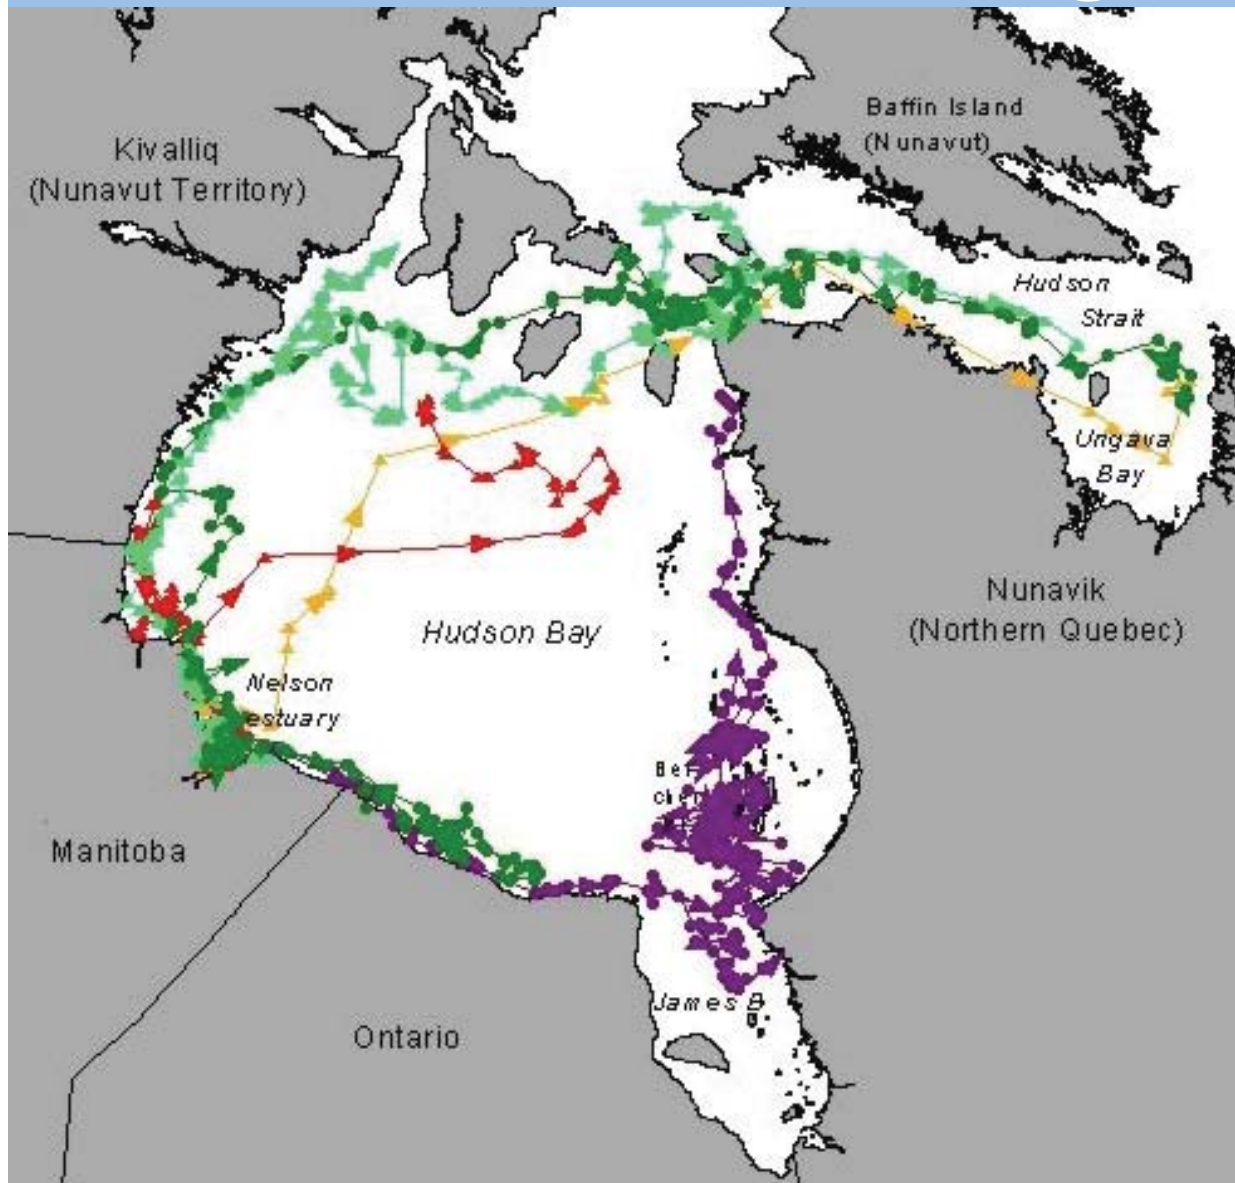 Baffin Island
(Nunavut)
Kivalliq
(Nunavut Territory)
Hudson
Strait
Ungava
Bay
Nunavik
(Northern Quebec)
Hudson Bay
Nelson
estuary
Manitoba
James B
Ontario